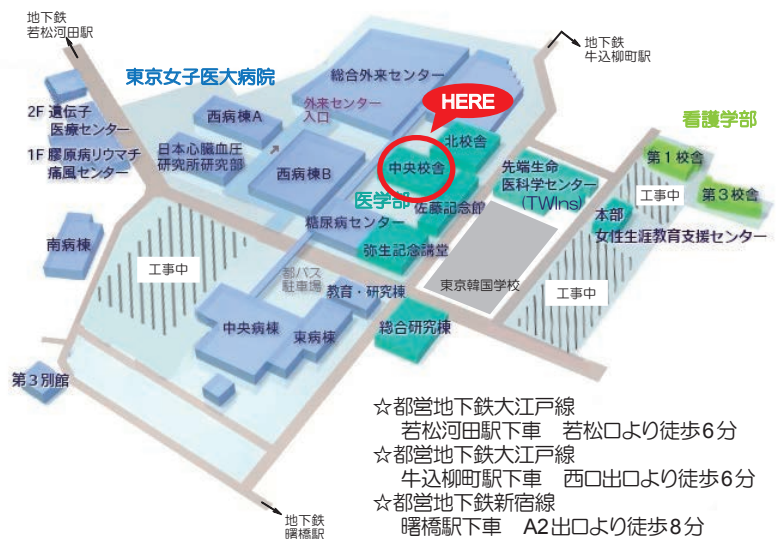 地下鉄
若松河田駅
地下鉄
牛込柳町駅
東京女子医大病院
総合外来センター
外来センター
入口
HERE
2F 遺伝子
医療センター
西病棟A
北校舎
看護学部
1F 膠原病リウマチ
痛風センター
日本心臓血圧
研究所研究部
西病棟B
中央校舎
先端生命
医科学センター
(TWIns)
第1校舎
工事中
第3校舎
医学部
佐藤記念館
糖尿病センター
本部
女性生涯教育支援センター
南病棟
弥生記念講堂
工事中
都バス
駐車場
教育・研究棟
東京韓国学校
工事中
中央病棟
東病棟
総合研究棟
第3別館
☆都営地下鉄大江戸線
若松河田駅下車 若松口より徒歩6分
☆都営地下鉄大江戸線
牛込柳町駅下車 西口出口より徒歩6分
☆都営地下鉄新宿線
曙橋駅下車 A2出口より徒歩8分
地下鉄
曙橋駅